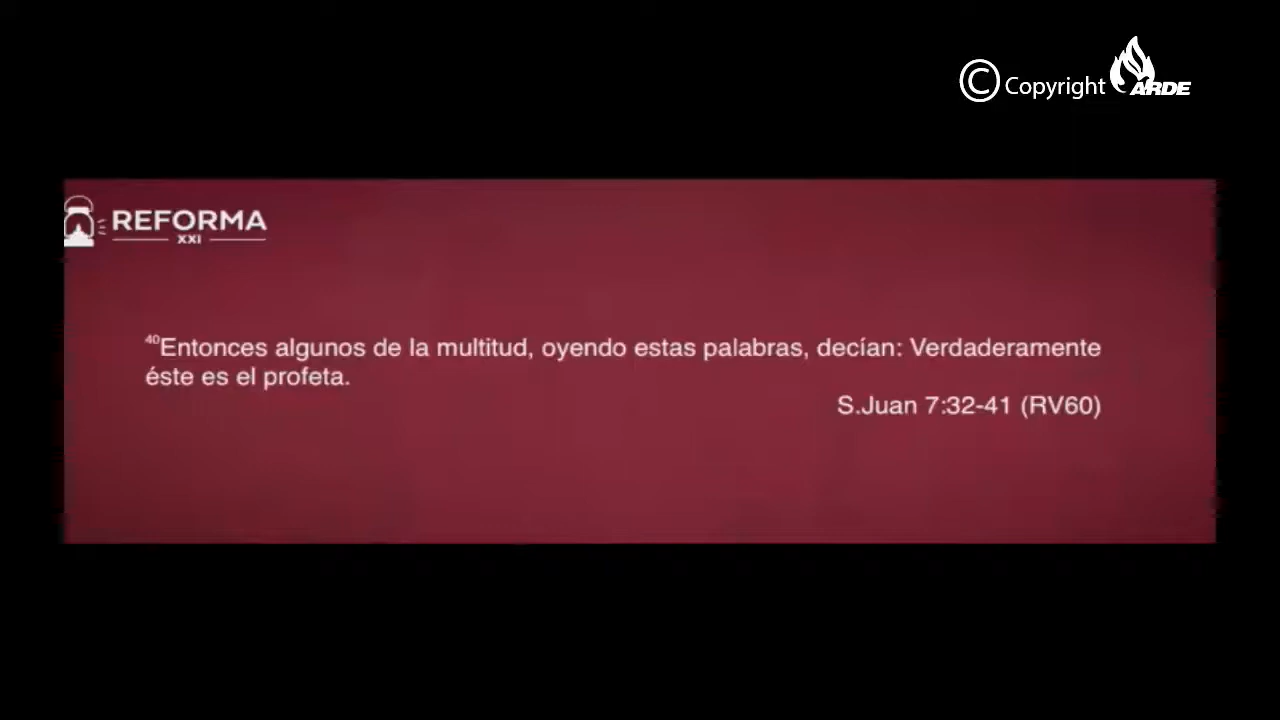 © Copyright ARDE
REFORMA
XXI
⁴⁰Entonces algunos de la multitud, oyendo estas palabras, decían: Verdaderamente
éste es el profeta.
S.Juan 7:32-41 (RV60)